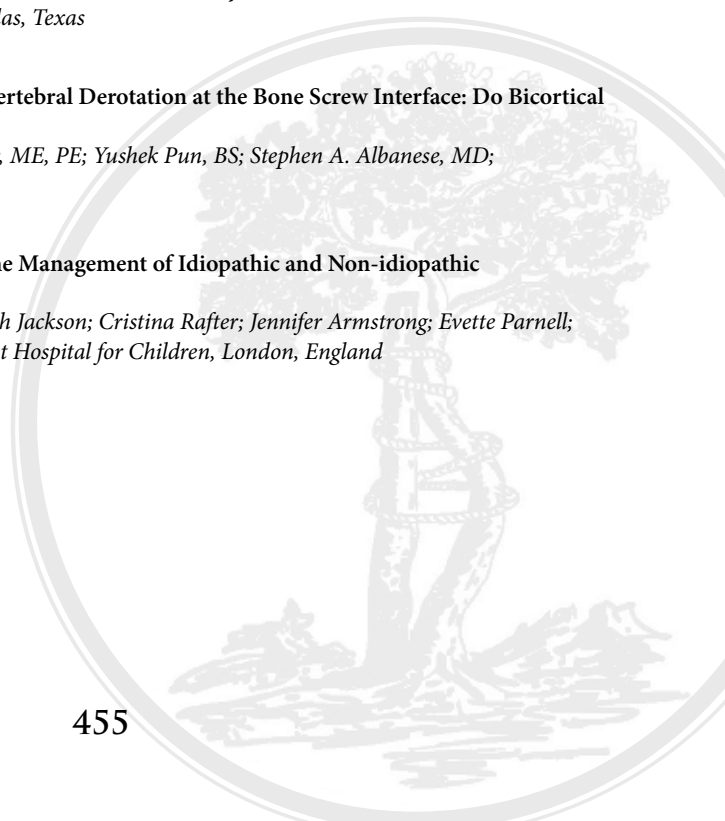 las, Texas
ertebral Derotation at the Bone Screw Interface: Do Bicortical
, ME, PE; Yushek Pun, BS; Stephen A. Albanese, MD;
ne Management of Idiopathic and Non-idiopathic
h Jackson; Cristina Rafter; Jennifer Armstrong; Evette Parnell;
t Hospital for Children, London, England
455